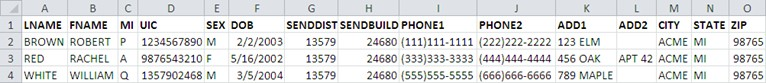 A B C D E F G H I J K L M N O
1 LNAME FNAME MI UIC SEX DOB SENDDIST SENDBUILD PHONE1 PHONE2 ADD1 ADD2 CITY STATE ZIP
2 BROWN ROBERT P 1234567890 M 2/2/2003 13579 24680 (111)111-1111 (222)222-2222 123 ELM ACME MI 98765
3 RED RACHEL A 9876543210 F 5/16/2002 13579 24680 (333)333-3333 (444)444-4444 456 OAK APT 42 ACME MI 98765
4 WHITE WILLIAM Q 1357902468 M 3/5/2004 13579 24680 (555)555-5555 (666)666-6666 789 MAPLE ACME MI 98765